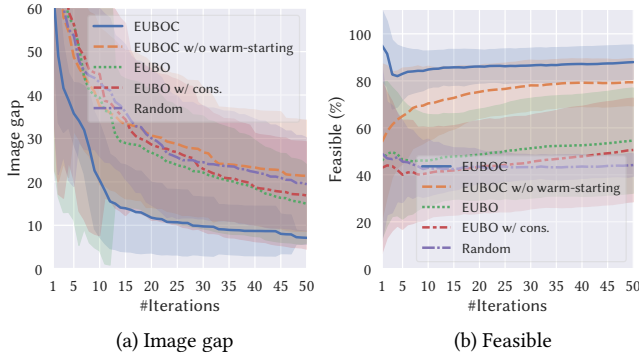 60
50
40
30
20
10
0
Image gap
EUBOC
EUBOC w/o warm-starting
EUBO
EUBO w/ cons.
Random
1 5 10 15 20 25 30 35 40 45 50
#Iterations
(a) Image gap
100
80
60
40
20
0
Feasible (%)
EUBOC
EUBOC w/o warm-starting
EUBO
EUBO w/ cons.
Random
1 5 10 15 20 25 30 35 40 45 50
#Iterations
(b) Feasible